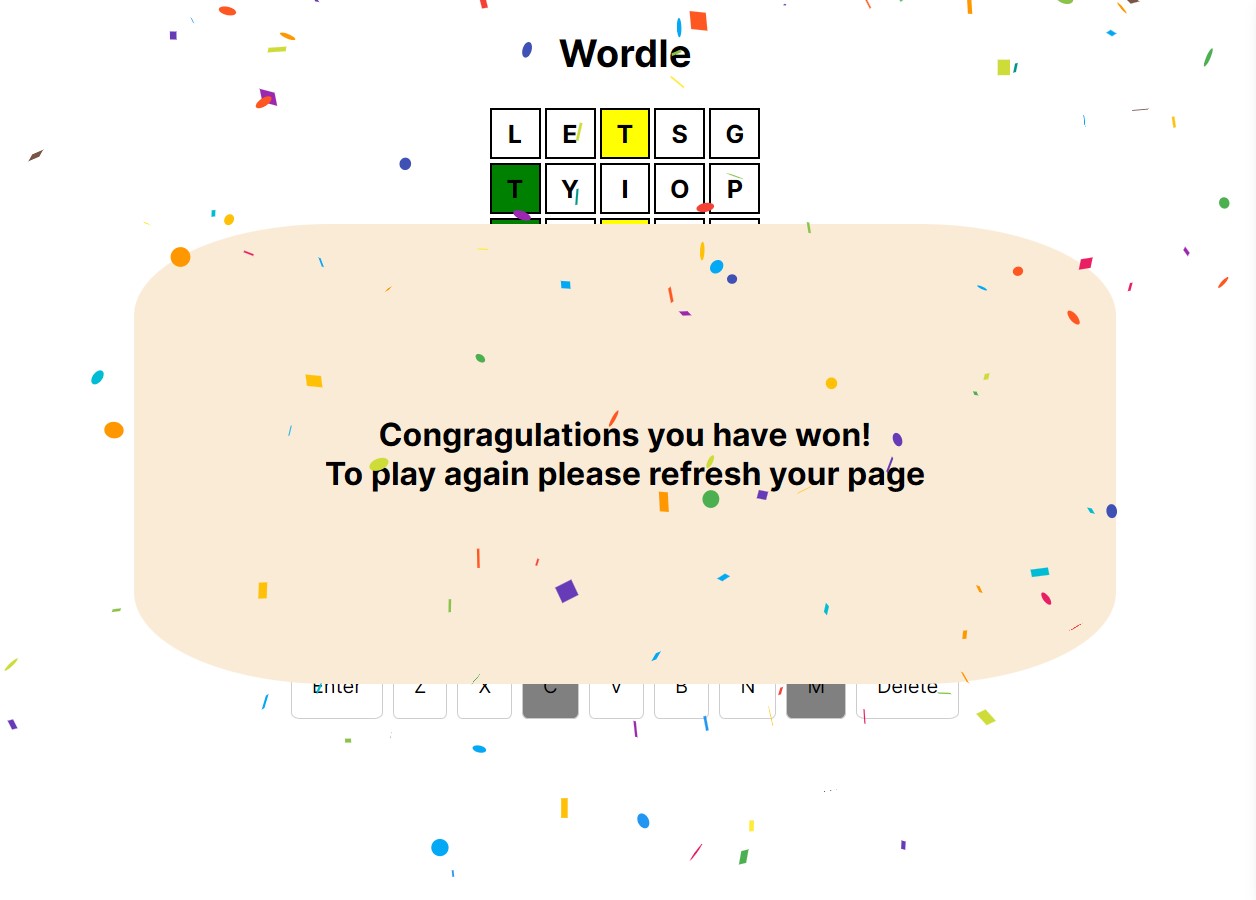 Wordle
L E T S G
T Y I O P
Congragulations you have won!
To play again please refresh your page
Enter Z X C V B N M Delete